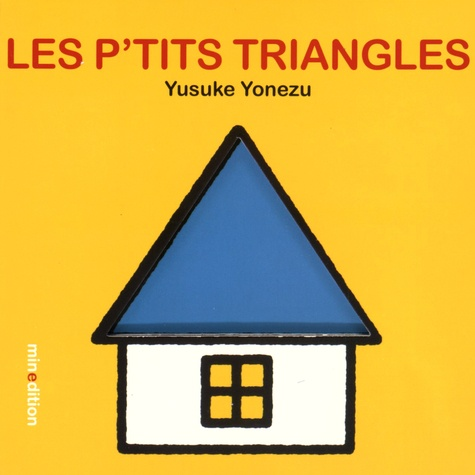 LES P'TITS TRIANGLES
Yusuke Yonezu
minedition